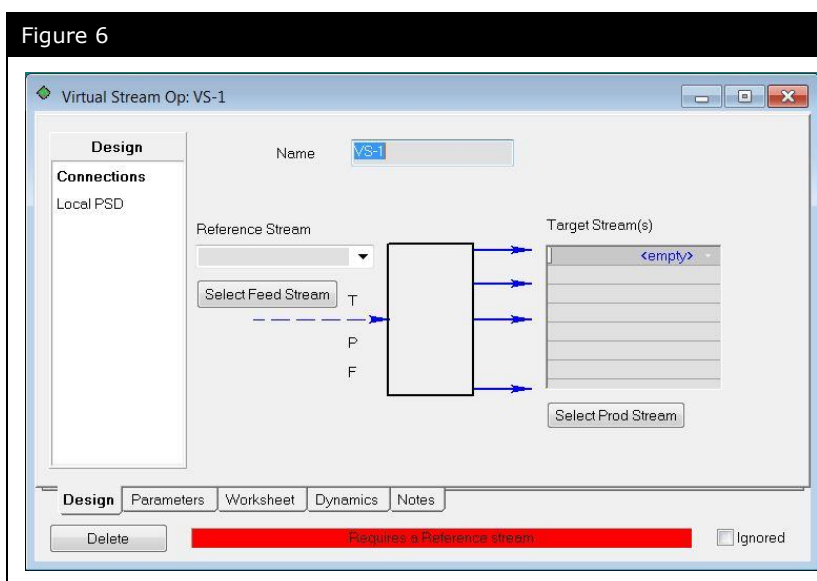 Figure 6
Virtual Stream Op: VS-1
Design
Connections
Local PSD
Name VS-1
Reference Stream
Select Feed Stream
T
P
F
Target Stream(s)
<empty>
Select Prod Stream
Design Parameters Worksheet Dynamics Notes
Delete Requires a Reference stream Ignored